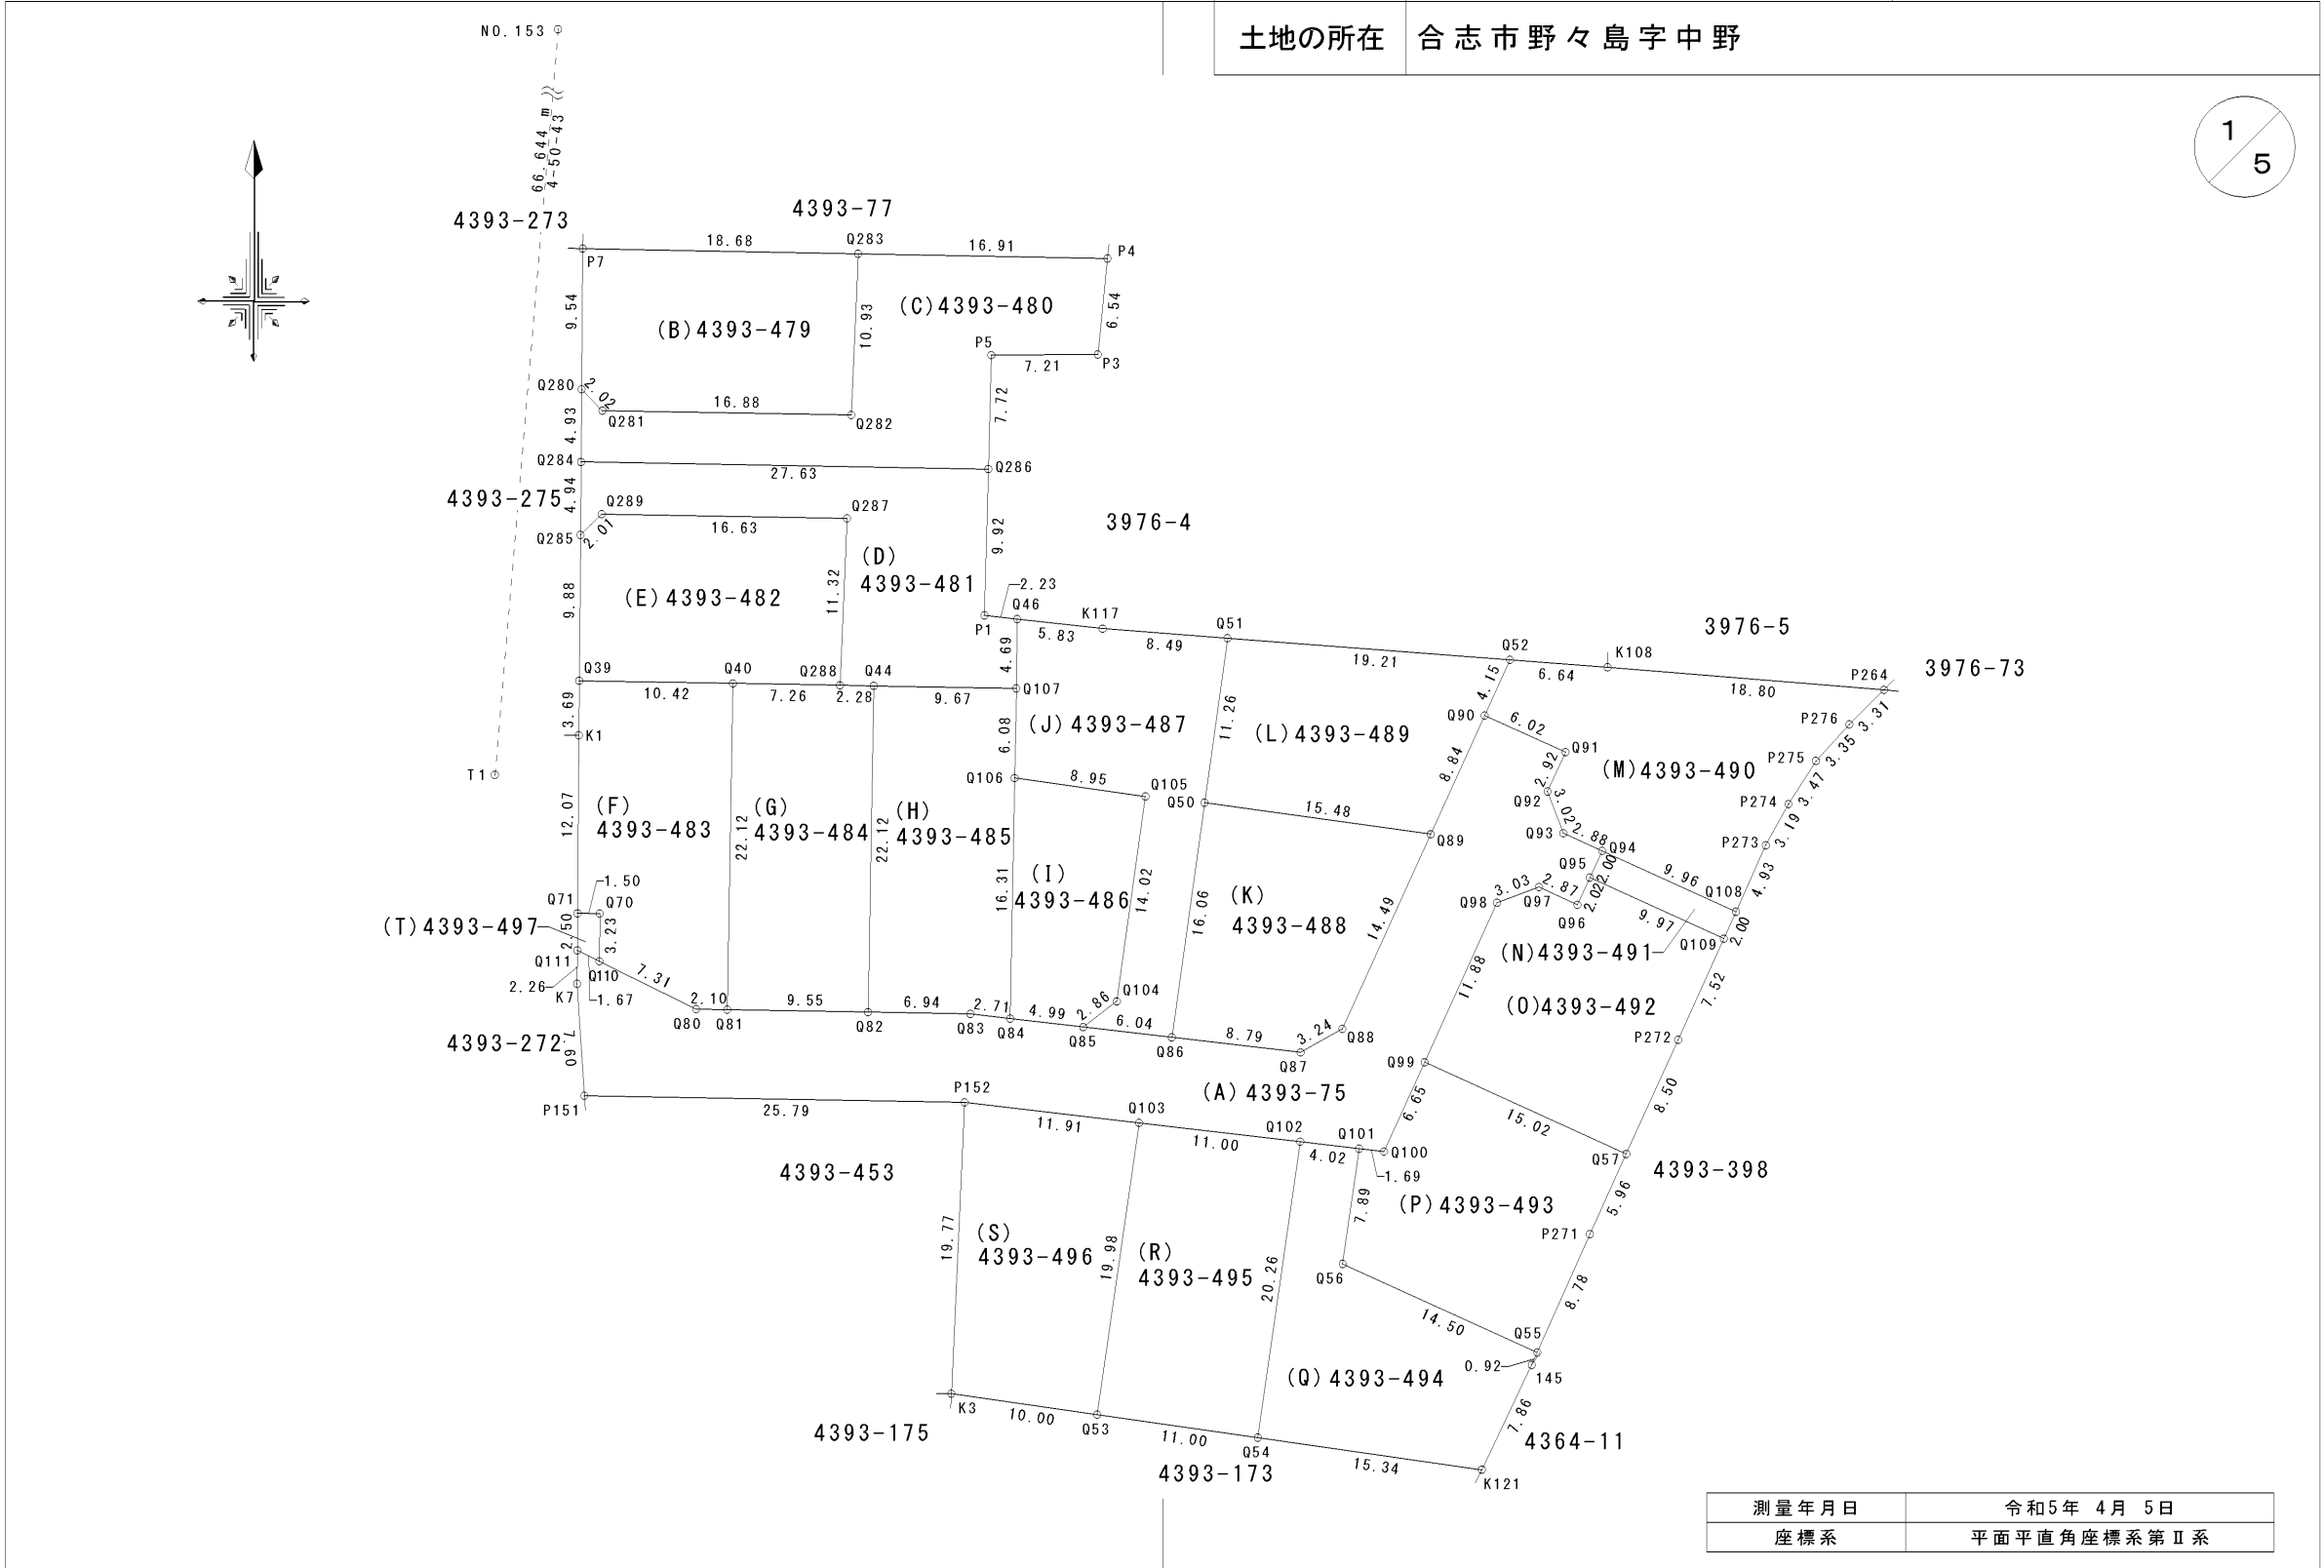 土地の所在 合志市野々島字中野
1/5
NO.153
66.644 m
4-50-43
4393-273
4393-77
P7
18.68
Q283
16.91
P4
9.54
(B)4393-479
10.93
(C)4393-480
6.54
P5
7.21
P3
Q280
2.02
Q281
16.88
Q282
7.72
4.93
Q284
27.63
Q286
4393-275
4.94
Q289
16.63
Q287
Q285
2.01
9.92
3976-4
(D)
4393-481
9.88
(E)4393-482
11.32
2.23
P1
Q46
5.83
K117
8.49
Q51
19.21
Q52
6.64
K108
3976-5
18.80
P264
3976-73
4.69
Q39
10.42
Q40
7.26
Q288
2.28
Q44
9.67
Q107
3.69
K1
T1
6.08
(J)4393-487
11.26
(L)4393-489
4.15
Q90
6.02
Q91
P276
3.31
3.35
P275
3.47
(M)4393-490
2.92
8.84
Q106
8.95
Q105
Q50
15.48
Q89
Q92
3.02
P274
3.19
Q93
2.88
Q94
P273
12.07
(F)
4393-483
22.12
(G)
4393-484
22.12
(H)
4393-485
16.31
(I)
4393-486
14.02
16.06
(K)
4393-488
14.49
Q95
2.00
9.96
Q108
4.93
Q98
3.03
Q97
2.87
Q96
2.02
9.97
Q109
2.00
1.50
Q71
Q70
(T)4393-497
2.50
3.23
Q111
Q110
7.31
2.26
K7
1.67
Q80
2.10
Q81
9.55
Q82
6.94
Q83
2.71
Q84
4.99
2.86
Q104
Q85
6.04
Q86
8.79
3.24
Q87
Q88
(N)4393-491
11.88
(O)4393-492
7.52
P272
4393-272
7.60
Q99
P151
25.79
P152
(A)4393-75
11.91
Q103
11.00
Q102
4.02
Q101
Q100
1.69
6.65
15.02
8.50
Q57
4393-398
4393-453
7.89
(P)4393-493
5.96
P271
19.77
(S)
4393-496
19.98
(R)
4393-495
20.26
Q56
14.50
8.78
Q55
0.92
145
(Q)4393-494
K3
10.00
Q53
11.00
Q54
15.34
7.86
K121
4364-11
4393-175
4393-173
測量年月日 令和5年 4月 5日
座標系 平面平直角座標系第Ⅱ系